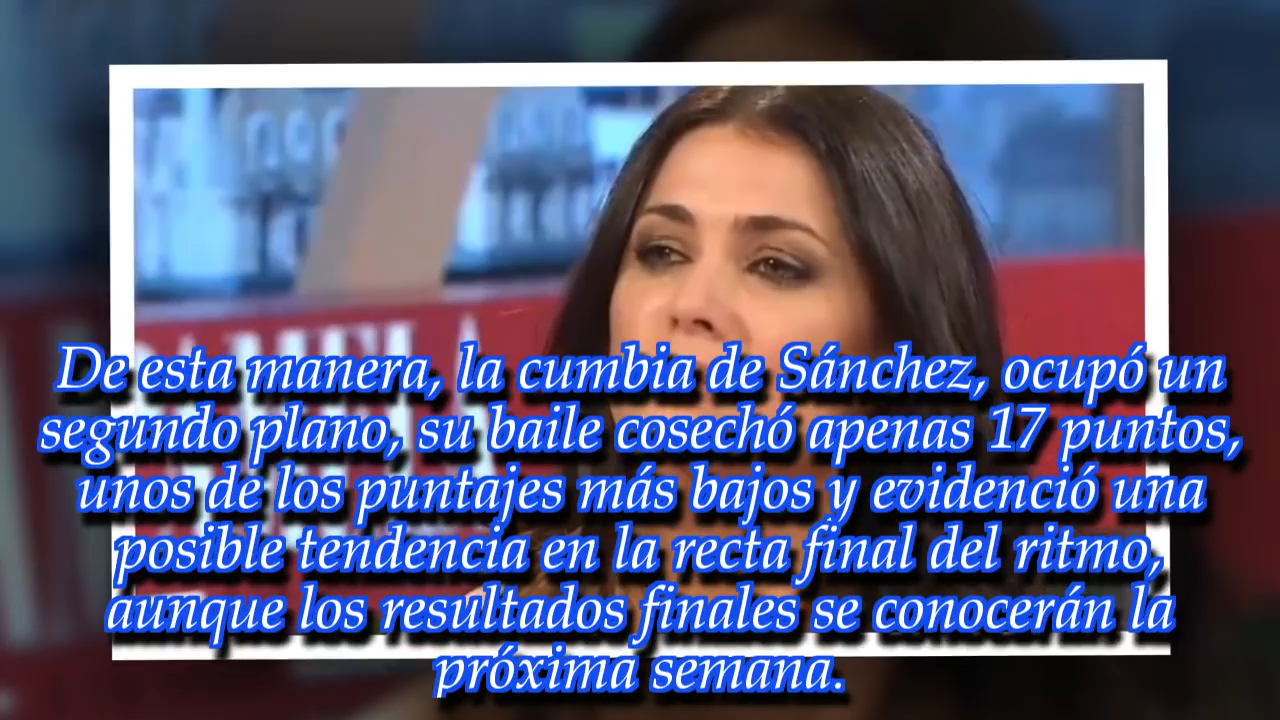 De esta manera, la cumbia de Sánchez, ocupó un
segundo plano, su baile cosechó apenas 17 puntos,
unos de los puntajes más bajos y evidenció una
posible tendencia en la recta final del ritmo,
aunque los resultados finales se conocerán la
próxima semana.